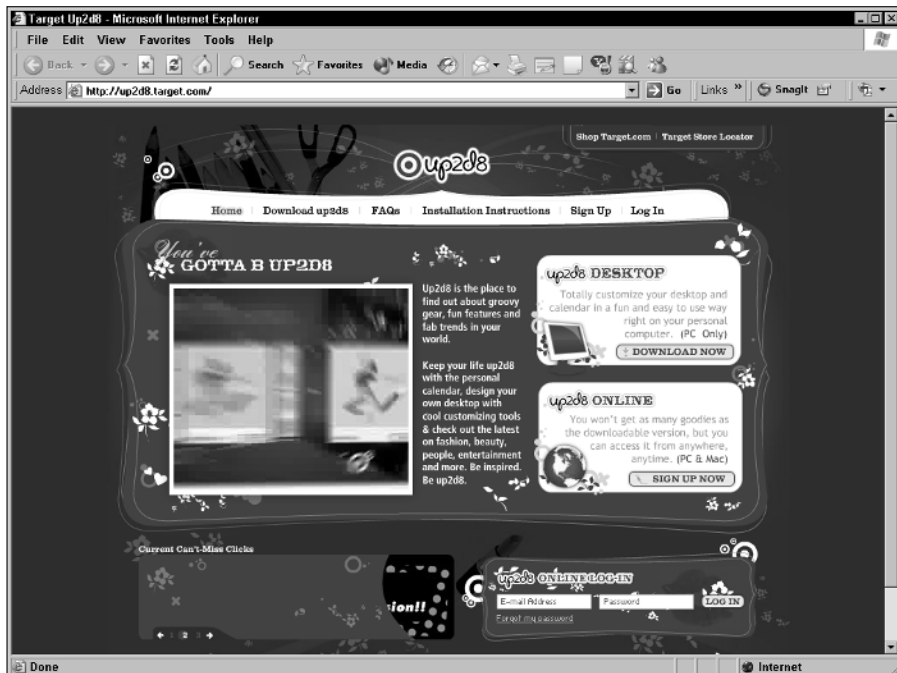 Target Up2d8 - Microsoft Internet Explorer
File Edit View Favorites Tools Help
Back Search Favorites Media
Address http://up2d8.target.com/ Go Links » SnagIt
Shop Target.com | Target Store Locator
up2d8
Home | Download up2d8 | FAQs | Installation Instructions | Sign Up | Log In
You've
GOTTA B UP2D8
Up2d8 is the place to
find out about groovy
gear, fun features and
fab trends in your
world.
Keep your life up2d8
with the personal
calendar, design your
own desktop with
cool customizing tools
& check out the latest
on fashion, beauty,
people, entertainment
and more. Be inspired.
Be up2d8.
up2d8 DESKTOP
Totally customize your desktop and
calendar in a fun and easy to use way
right on your personal
computer. (PC Only)
DOWNLOAD NOW
up2d8 ONLINE
You won't get as many goodies as
the downloadable version, but you
can access it from anywhere,
anytime. (PC & Mac)
SIGN UP NOW
Current Can't-Miss Clicks
sion!!
1 2 3
up2d8 ONLINE LOG-IN
E-mail Address Password LOG IN
Forgot my password
Done Internet